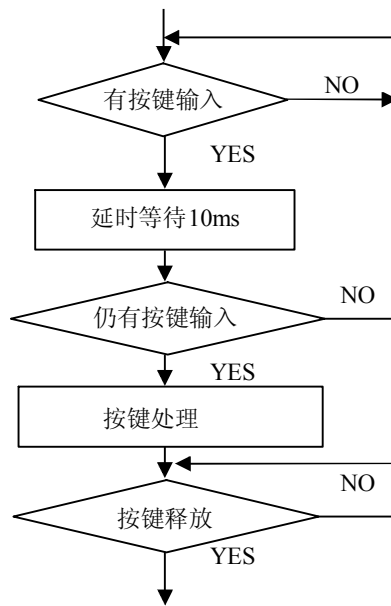 有按键输入
NO
YES
延时等待10ms
NO
仍有按键输入
YES
按键处理
NO
按键释放
YES